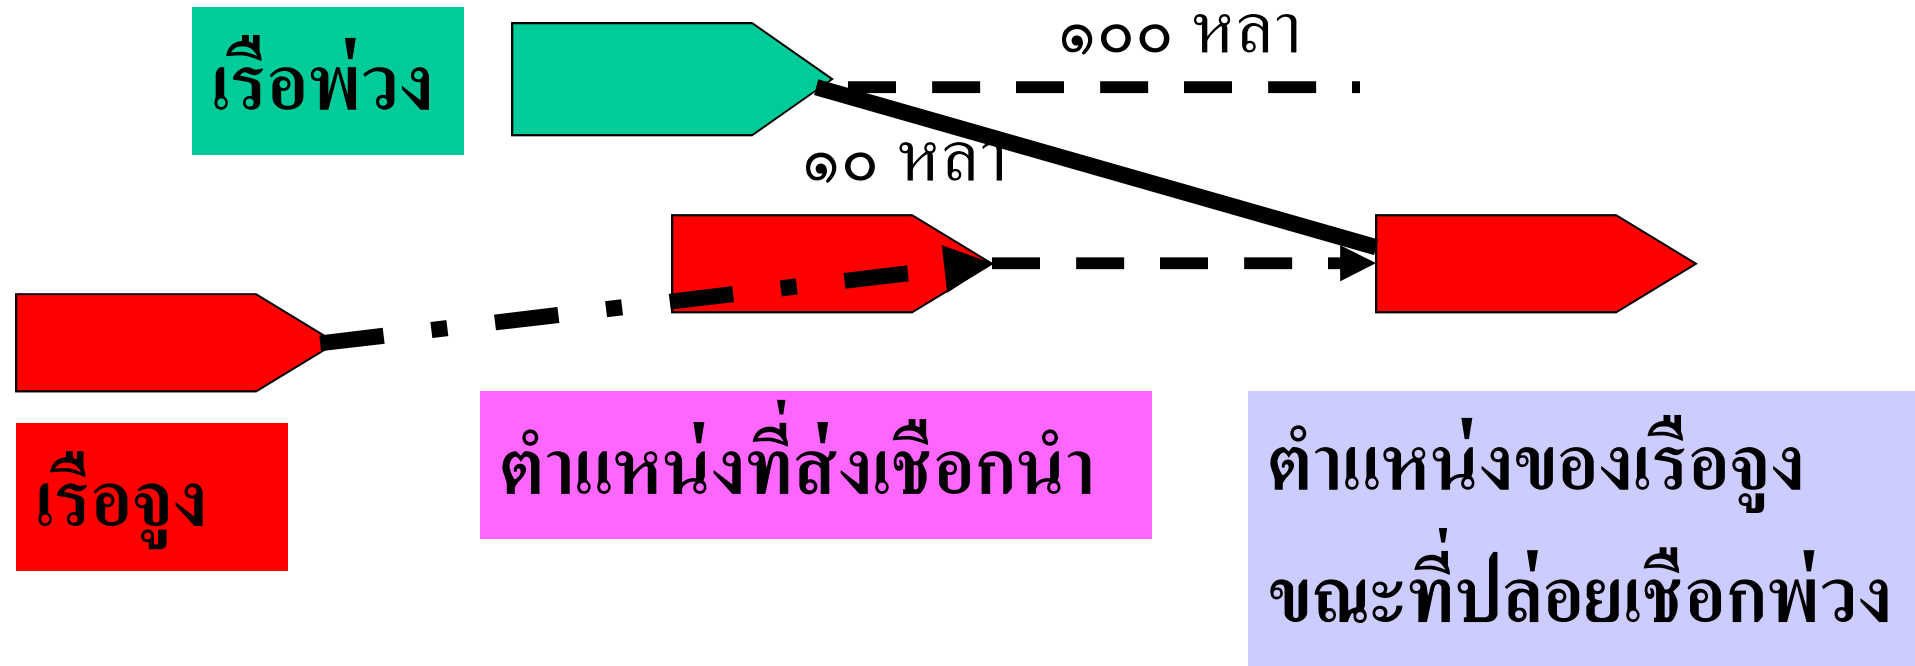 ๑๐๐ หลา
เรือพ่วง
๑๐ หลา
เรือจูง
ตำแหน่งที่ส่งเชือกนำ
ตำแหน่งของเรือจูง
ขณะที่ปล่อยเชือกพ่วง